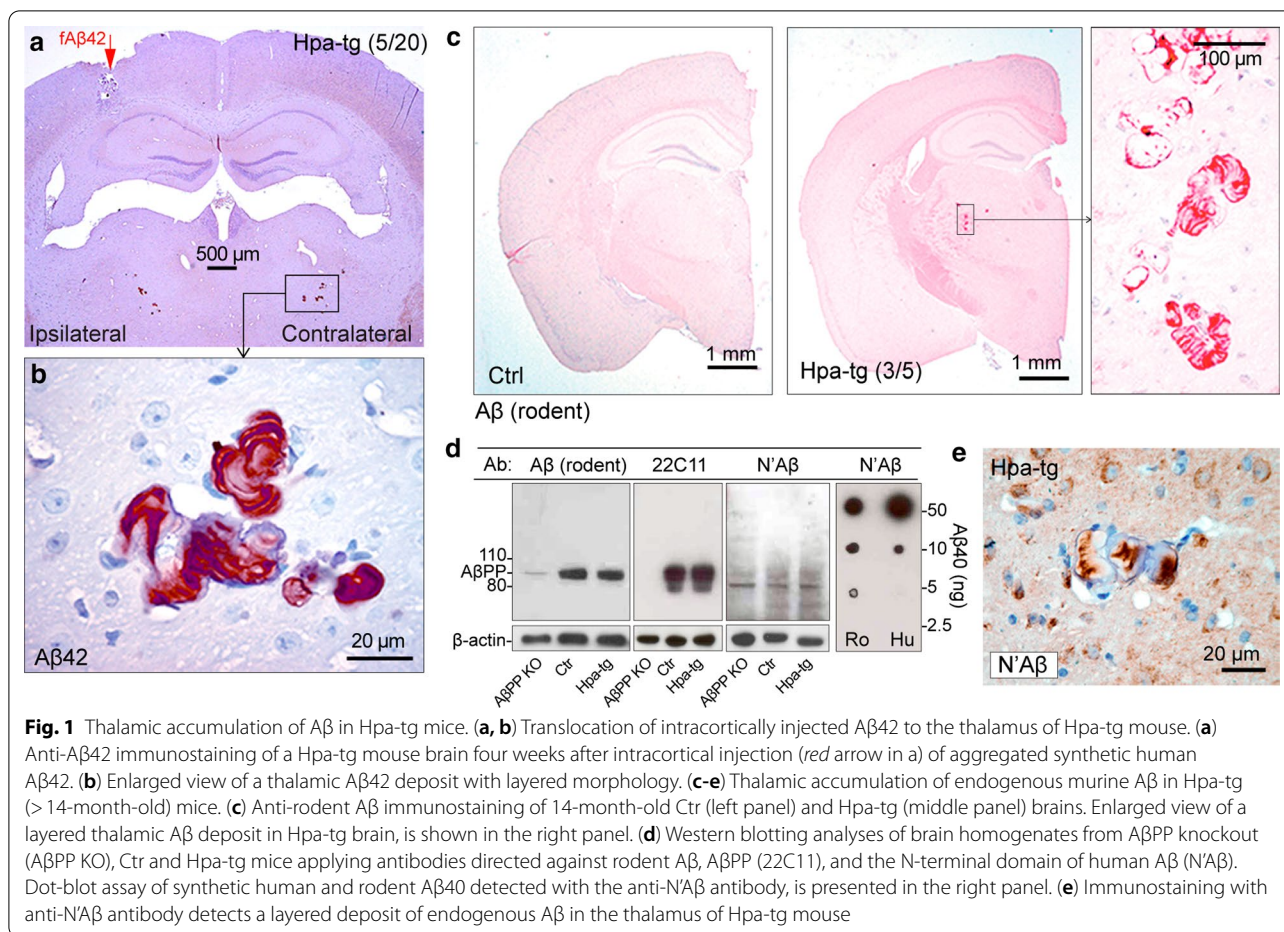 a
fAβ42
Hpa-tg (5/20)
500 µm
Ipsilateral
Contralateral
b
Aβ42
20 µm
c
100 µm
1 mm
Ctrl
1 mm
Hpa-tg (3/5)
Aβ (rodent)
d
Ab:
Aβ (rodent)
22C11
N'Aβ
N'Aβ
110
AβPP
80
50
10
5
2.5
Aβ40 (ng)
Ro
Hu
β-actin
AβPP KO
Ctr
Hpa-tg
AβPP KO
Ctr
Hpa-tg
AβPP KO
Ctr
Hpa-tg
e
Hpa-tg
N'Aβ
20 µm
Fig. 1 Thalamic accumulation of Aβ in Hpa-tg mice. (a, b) Translocation of intracortically injected Aβ42 to the thalamus of Hpa-tg mouse. (a)
Anti-Aβ42 immunostaining of a Hpa-tg mouse brain four weeks after intracortical injection (red arrow in a) of aggregated synthetic human
Aβ42. (b) Enlarged view of a thalamic Aβ42 deposit with layered morphology. (c-e) Thalamic accumulation of endogenous murine Aβ in Hpa-tg
(> 14-month-old) mice. (c) Anti-rodent Aβ immunostaining of 14-month-old Ctr (left panel) and Hpa-tg (middle panel) brains. Enlarged view of a
layered thalamic Aβ deposit in Hpa-tg brain, is shown in the right panel. (d) Western blotting analyses of brain homogenates from AβPP knockout
(AβPP KO), Ctr and Hpa-tg mice applying antibodies directed against rodent Aβ, AβPP (22C11), and the N-terminal domain of human Aβ (N'Aβ).
Dot-blot assay of synthetic human and rodent Aβ40 detected with the anti-N'Aβ antibody, is presented in the right panel. (e) Immunostaining with
anti-N'Aβ antibody detects a layered deposit of endogenous Aβ in the thalamus of Hpa-tg mouse